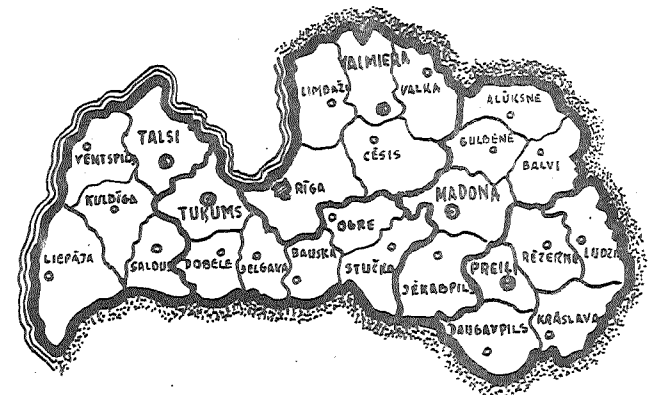 VALMIERA
LIMBAŽI
VALKA
ALŪKSNE
TALSI
CĒSIS
GULBENE
BALVI
VENTSPILS
RĪGA
MADONA
KULDĪGA
TUKUMS
OGRE
LIEPĀJA
SALDUS
DOBELE
JELGAVA
BAUSKA
STUČKA
JĒKABPILS
PREIĻI
RĒZEKNE
LUDZA
DAUGAVPILS
KRĀSLAVA